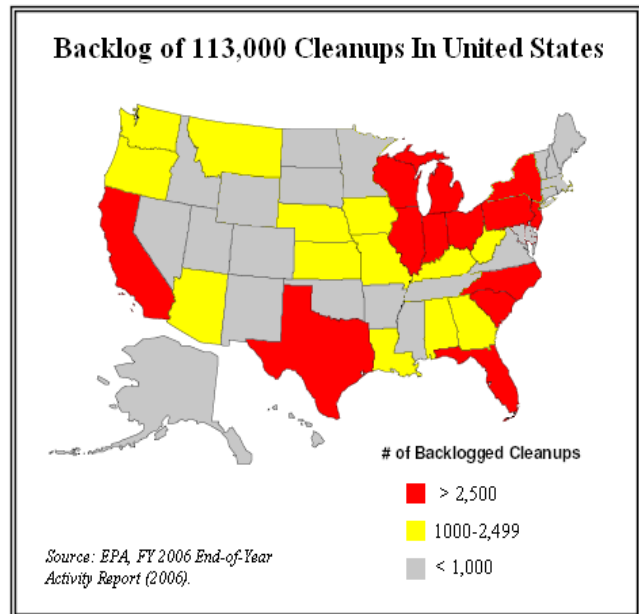 Backlog of 113,000 Cleanups In United States
# of Backlogged Cleanups
> 2,500
1000-2,499
< 1,000
Source: EPA, FY 2006 End-of-Year
Activity Report (2006).